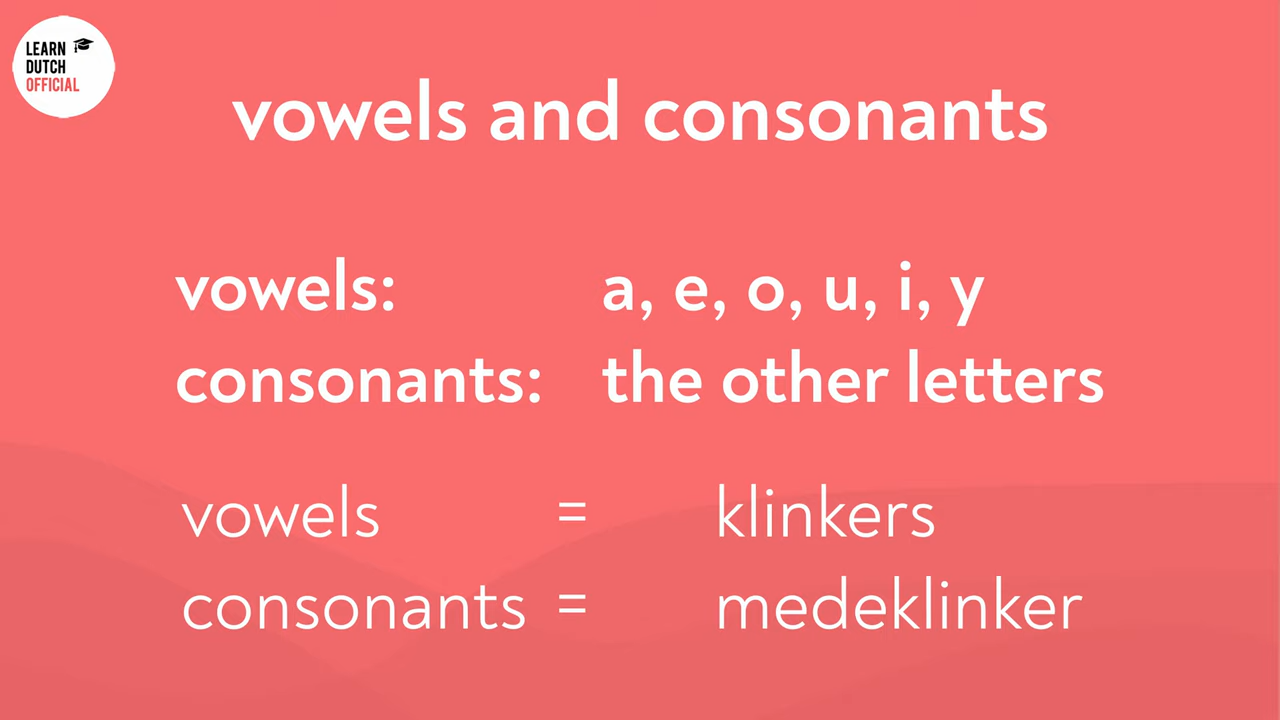 LEARN
DUTCH
OFFICIAL
vowels and consonants
vowels: a, e, o, u, i, y
consonants: the other letters
vowels = klinkers
consonants = medeklinker